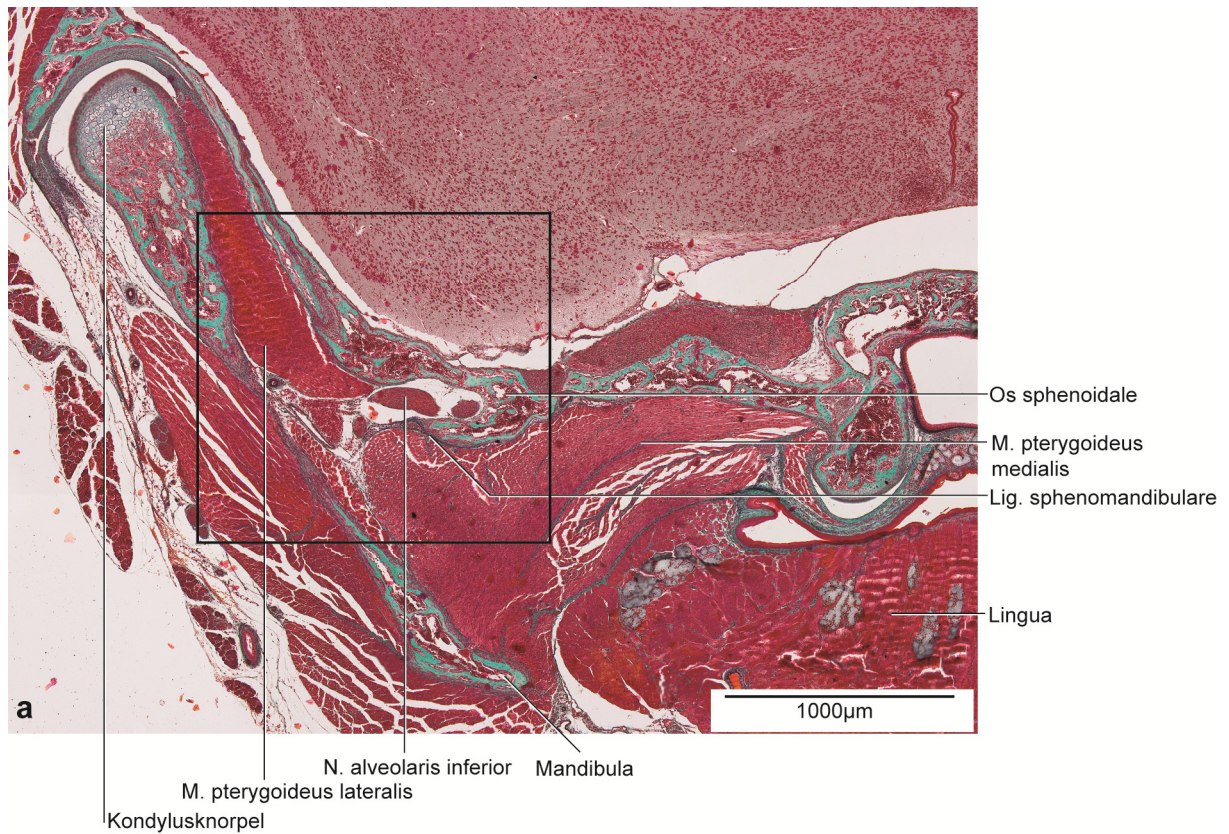 Os sphenoidale
M. pterygoideus
medialis
Lig. sphenomandibulare
Lingua
a
1000µm
N. alveolaris inferior
Mandibula
M. pterygoideus lateralis
Kondylusknorpel